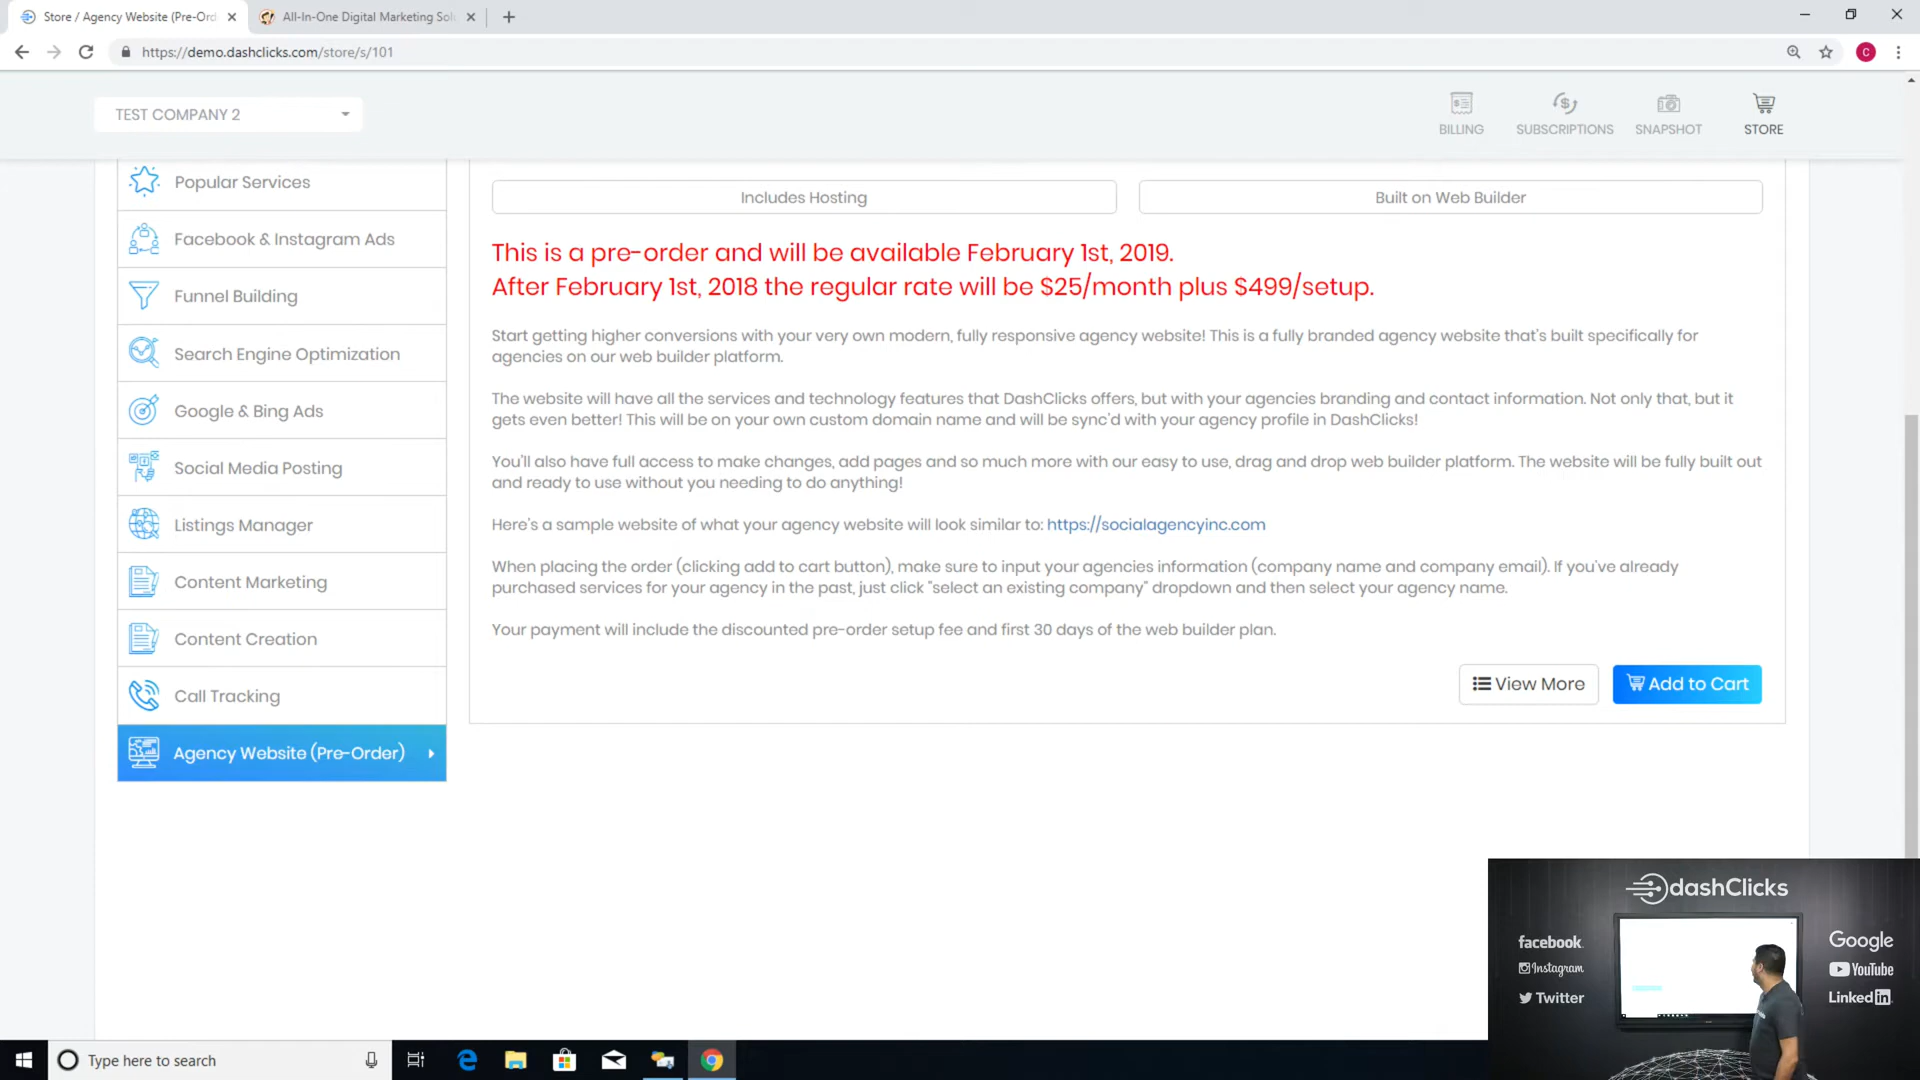 Store / Agency Website (Pre-Ord
All-In-One Digital Marketing Solu
https://demo.dashclicks.com/store/s/101
C
TEST COMPANY 2
BILLING
SUBSCRIPTIONS
SNAPSHOT
STORE
Popular Services
Facebook & Instagram Ads
Funnel Building
Search Engine Optimization
Google & Bing Ads
Social Media Posting
Listings Manager
Content Marketing
Content Creation
Call Tracking
Agency Website (Pre-Order)
Includes Hosting
Built on Web Builder
This is a pre-order and will be available February 1st, 2019.
After February 1st, 2018 the regular rate will be $25/month plus $499/setup.
Start getting higher conversions with your very own modern, fully responsive agency website! This is a fully branded agency website that's built specifically for
agencies on our web builder platform.
The website will have all the services and technology features that DashClicks offers, but with your agencies branding and contact information. Not only that, but it
gets even better! This will be on your own custom domain name and will be sync'd with your agency profile in DashClicks!
You'll also have full access to make changes, add pages and so much more with our easy to use, drag and drop web builder platform. The website will be fully built out
and ready to use without you needing to do anything!
Here's a sample website of what your agency website will look similar to: https://socialagencyinc.com
When placing the order (clicking add to cart button), make sure to input your agencies information (company name and company email). If you've already
purchased services for your agency in the past, just click "select an existing company" dropdown and then select your agency name.
Your payment will include the discounted pre-order setup fee and first 30 days of the web builder plan.
View More
Add to Cart
dashClicks
facebook
Instagram
Twitter
Google
YouTube
Linked in
Type here to search